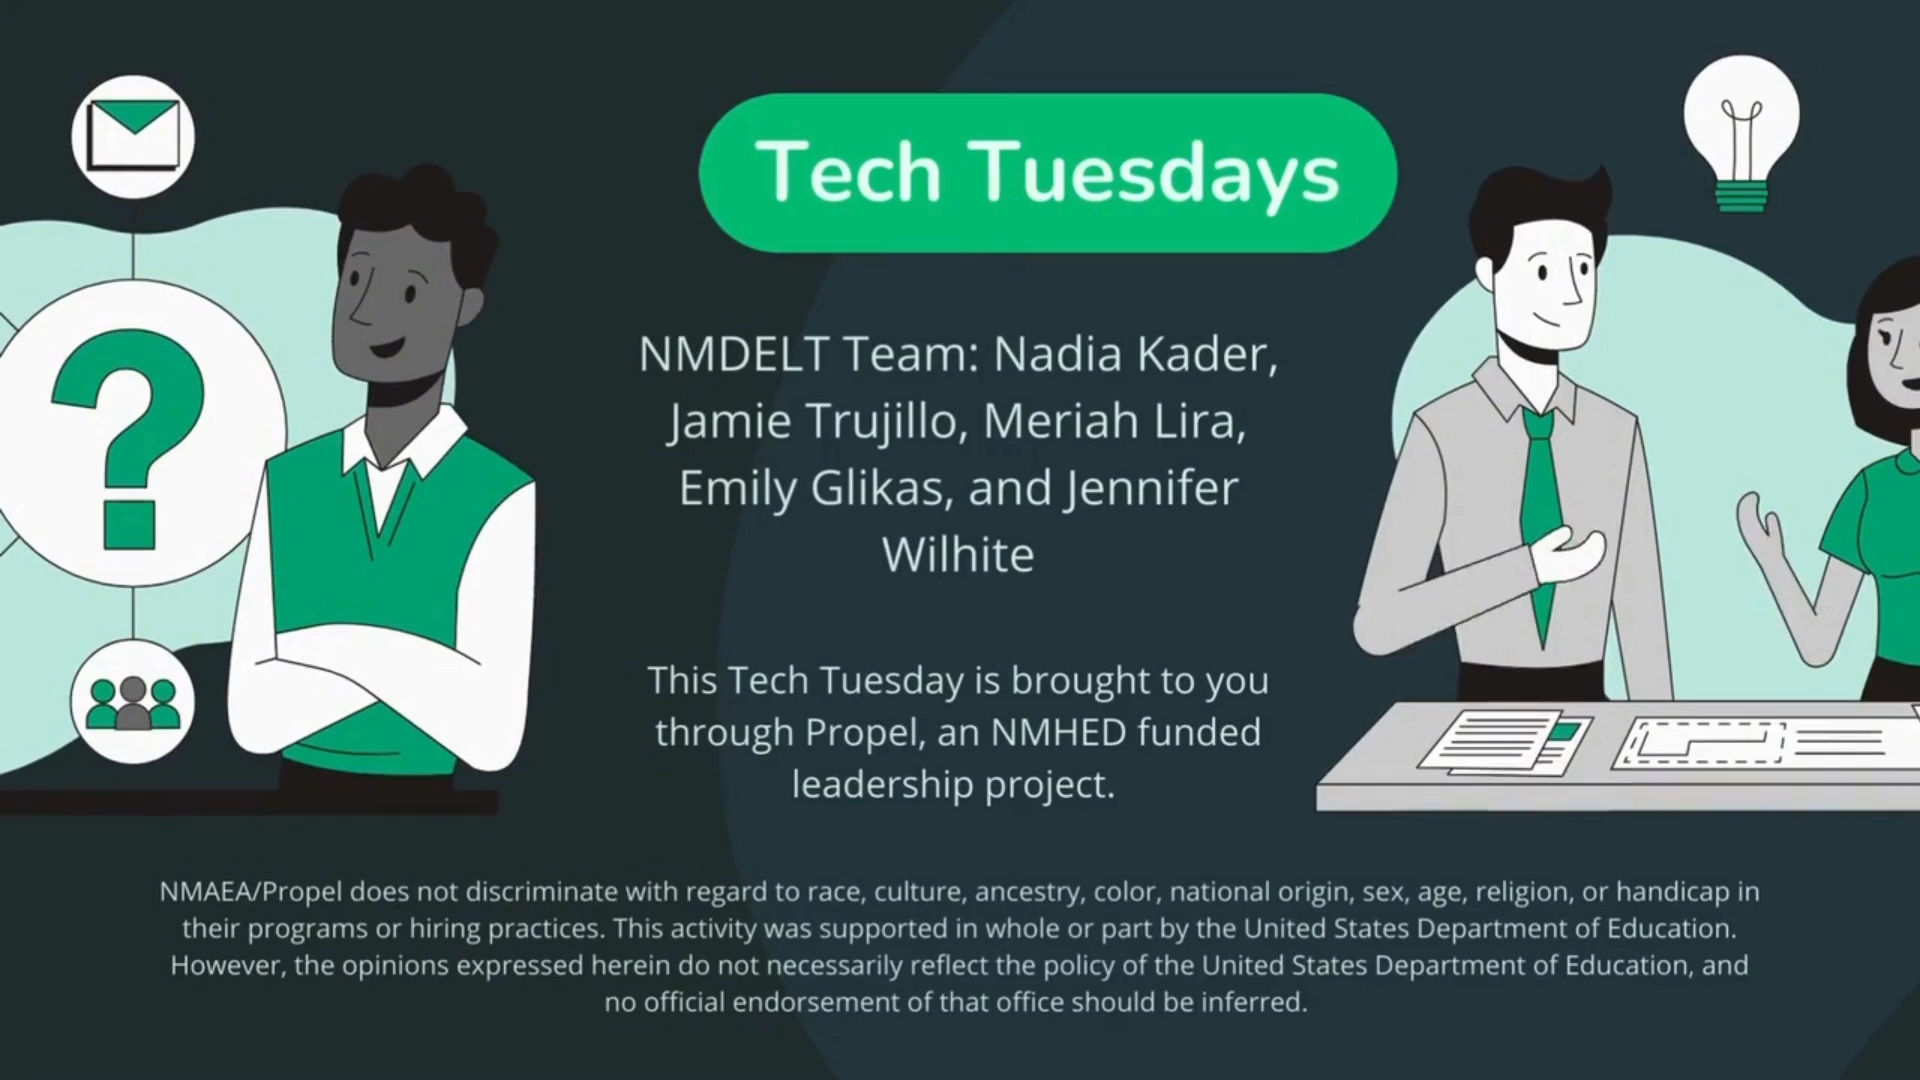 Tech Tuesdays
NMDELT Team: Nadia Kader,
Jamie Trujillo, Meriah Lira,
Emily Glikas, and Jennifer
Wilhite
This Tech Tuesday is brought to you
through Propel, an NMHED funded
leadership project.
NMAEA/Propel does not discriminate with regard to race, culture, ancestry, color, national origin, sex, age, religion, or handicap in
their programs or hiring practices. This activity was supported in whole or part by the United States Department of Education.
However, the opinions expressed herein do not necessarily reflect the policy of the United States Department of Education, and
no official endorsement of that office should be inferred.